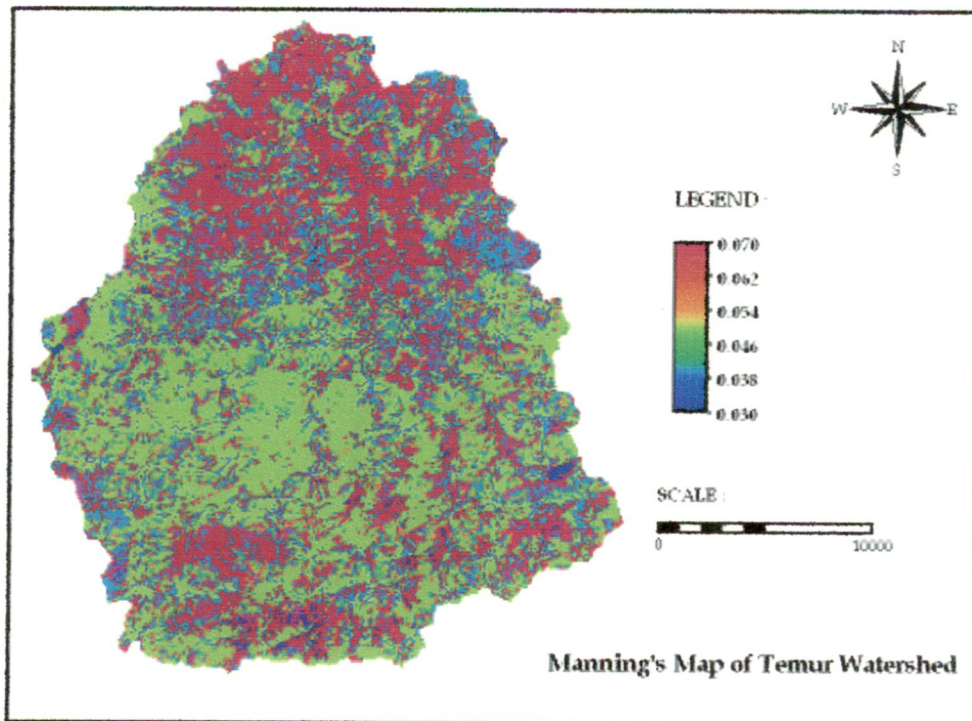 N
W E
S
LEGEND :
0.070
0.062
0.054
0.046
0.038
0.030
SCALE :
0 10000
Manning's Map of Temur Watershed